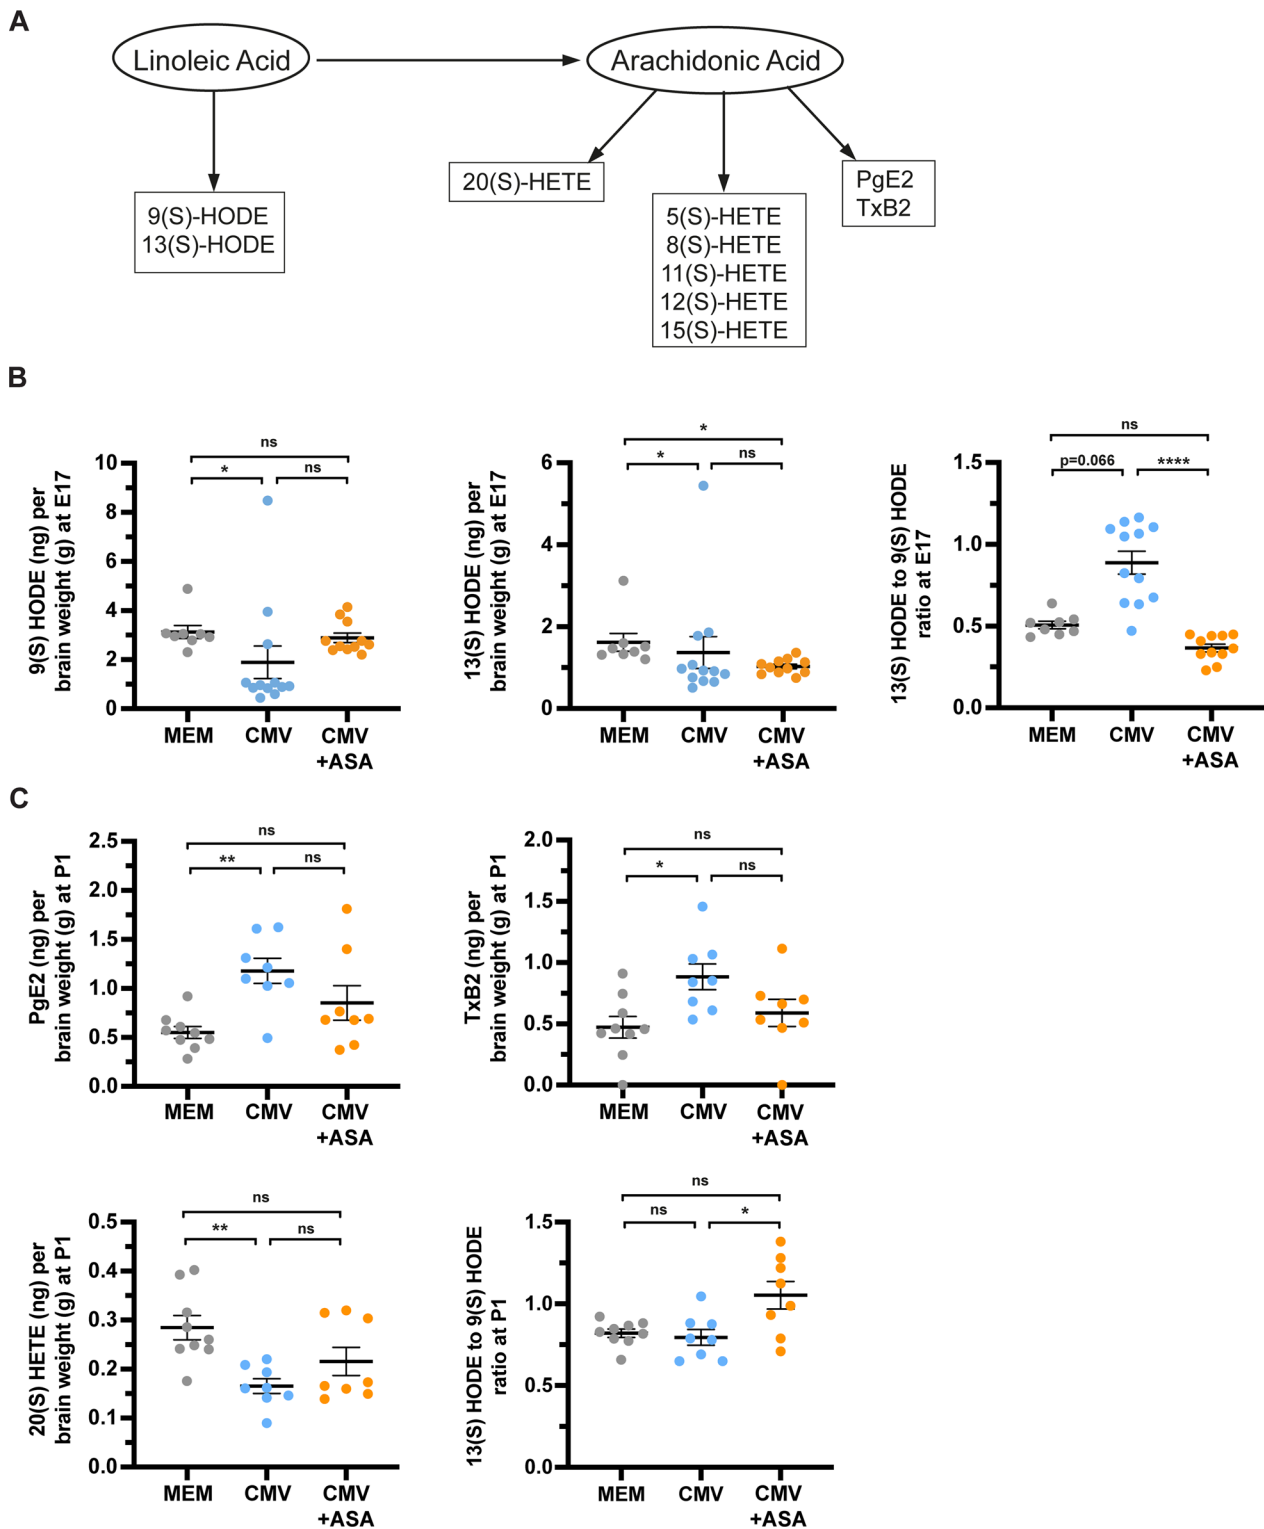 A
Linoleic Acid
Arachidonic Acid
20(S)-HETE
PgE2
TxB2
9(S)-HODE
13(S)-HODE
5(S)-HETE
8(S)-HETE
11(S)-HETE
12(S)-HETE
15(S)-HETE
B
9(S) HODE (ng) per
brain weight (g) at E17
10
8
6
4
2
0
ns
*
ns
MEM
CMV
CMV
+ASA
13(S) HODE (ng) per
brain weight (g) at E17
6
4
2
0
*
*
ns
MEM
CMV
CMV
+ASA
13(S) HODE to 9(S) HODE
ratio at E17
1.5
1.0
0.5
0.0
ns
p=0.066
****
MEM
CMV
CMV
+ASA
C
PgE2 (ng) per
brain weight (g) at P1
2.5
2.0
1.5
1.0
0.5
0.0
ns
**
ns
MEM
CMV
CMV
+ASA
TxB2 (ng) per
brain weight (g) at P1
2.0
1.5
1.0
0.5
0.0
ns
*
ns
MEM
CMV
CMV
+ASA
20(S) HETE (ng) per
brain weight (g) at P1
0.5
0.4
0.3
0.2
0.1
0.0
ns
**
ns
MEM
CMV
CMV
+ASA
13(S) HODE to 9(S) HODE
ratio at P1
1.5
1.0
0.5
0.0
ns
ns
*
MEM
CMV
CMV
+ASA